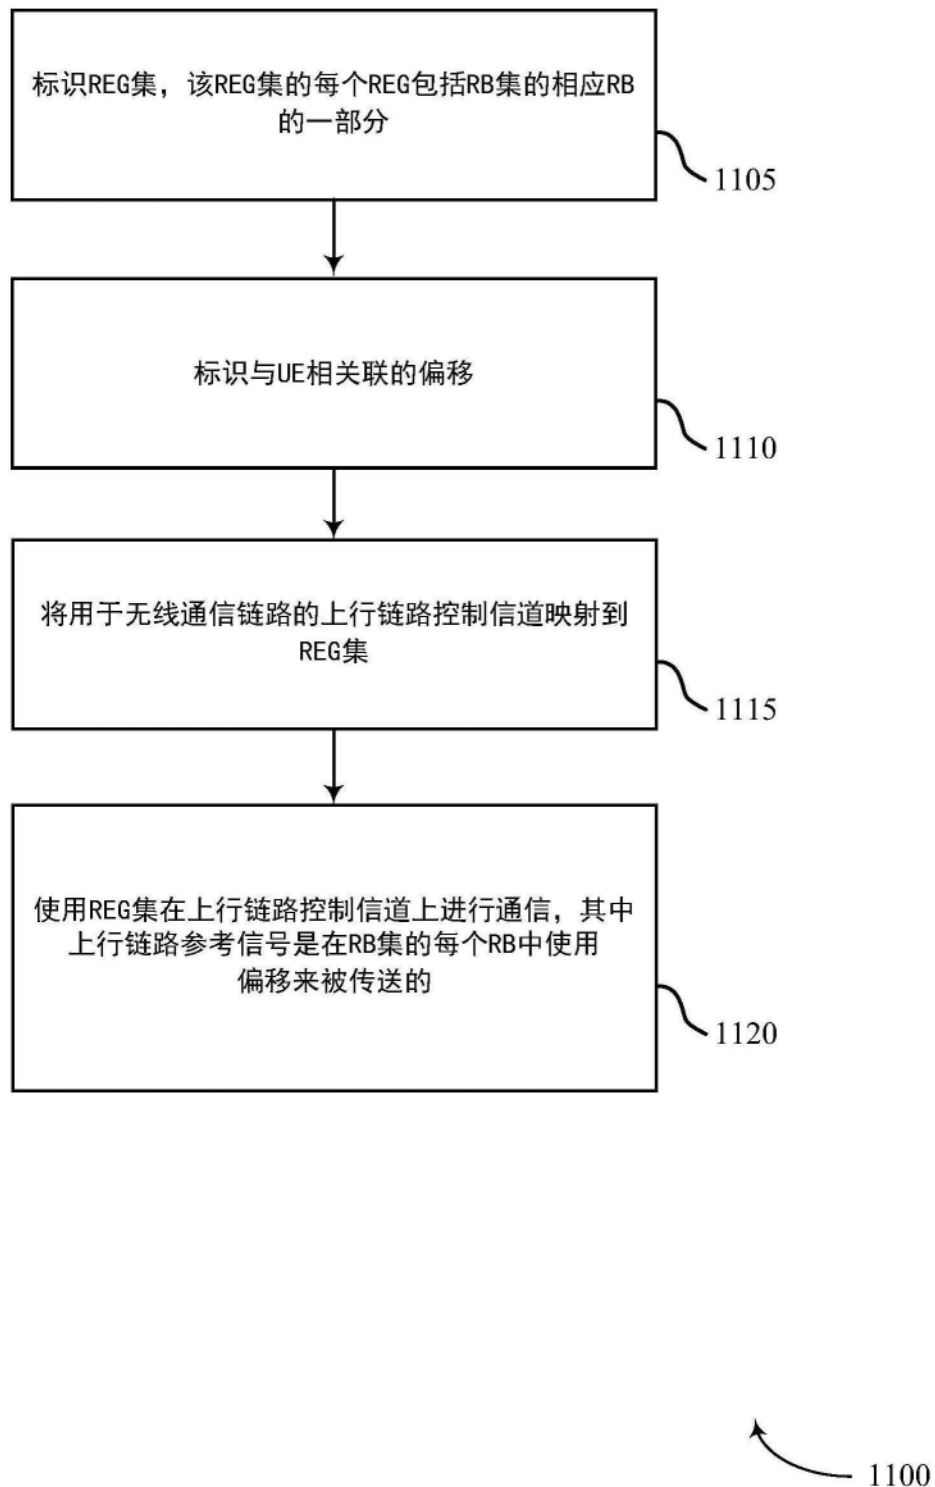 标识REG集，该REG集的每个REG包括RB集的相应RB
的一部分
1105
标识与UE相关联的偏移
1110
将用于无线通信链路的上行链路控制信道映射到
REG集
1115
使用REG集在上行链路控制信道上进行通信，其中
上行链路参考信号是在RB集的每个RB中使用
偏移来被传送的
1120
1100